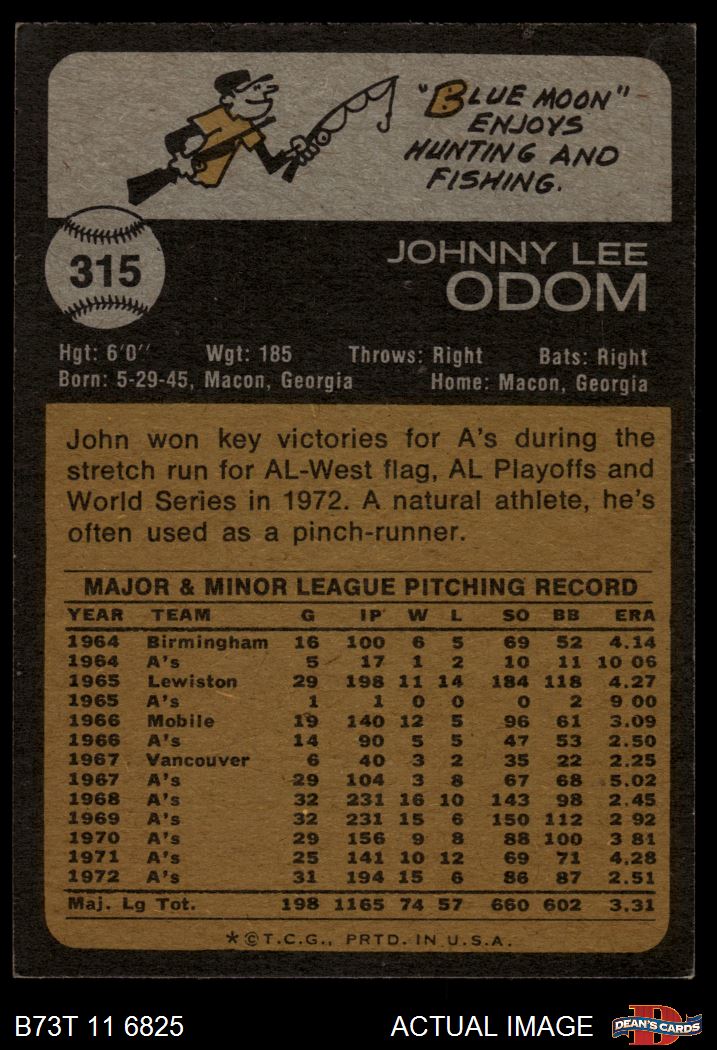 "BLUE MOON"
ENJOYS
HUNTING AND
FISHING.
315
JOHNNY LEE
ODOM
Hgt: 6'0'' Wgt: 185 Throws: Right Bats: Right
Born: 5-29-45, Macon, Georgia Home: Macon, Georgia
John won key victories for A's during the
stretch run for AL-West flag, AL Playoffs and
World Series in 1972. A natural athlete, he's
often used as a pinch-runner.
MAJOR & MINOR LEAGUE PITCHING RECORD
YEAR TEAM G IP W L SO BB ERA
1964 Birmingham 16 100 6 5 69 52 4.14
1964 A's 5 17 1 2 10 11 10 06
1965 Lewiston 29 198 11 14 184 118 4.27
1965 A's 1 1 0 0 0 2 9 00
1966 Mobile 19 140 12 5 96 61 3.09
1966 A's 14 90 5 5 47 53 2.50
1967 Vancouver 6 40 3 2 35 22 2.25
1967 A's 29 104 3 8 67 68 5.02
1968 A's 32 231 16 10 143 98 2.45
1969 A's 32 231 15 6 150 112 2 92
1970 A's 29 156 9 8 88 100 3 81
1971 A's 25 141 10 12 69 71 4.28
1972 A's 31 194 15 6 86 87 2.51
Maj. Lg Tot. 198 1165 74 57 660 602 3.31
*©T.C.G., PRTD. IN U.S.A.
B73T 11 6825 ACTUAL IMAGE D DEAN'S CARDS